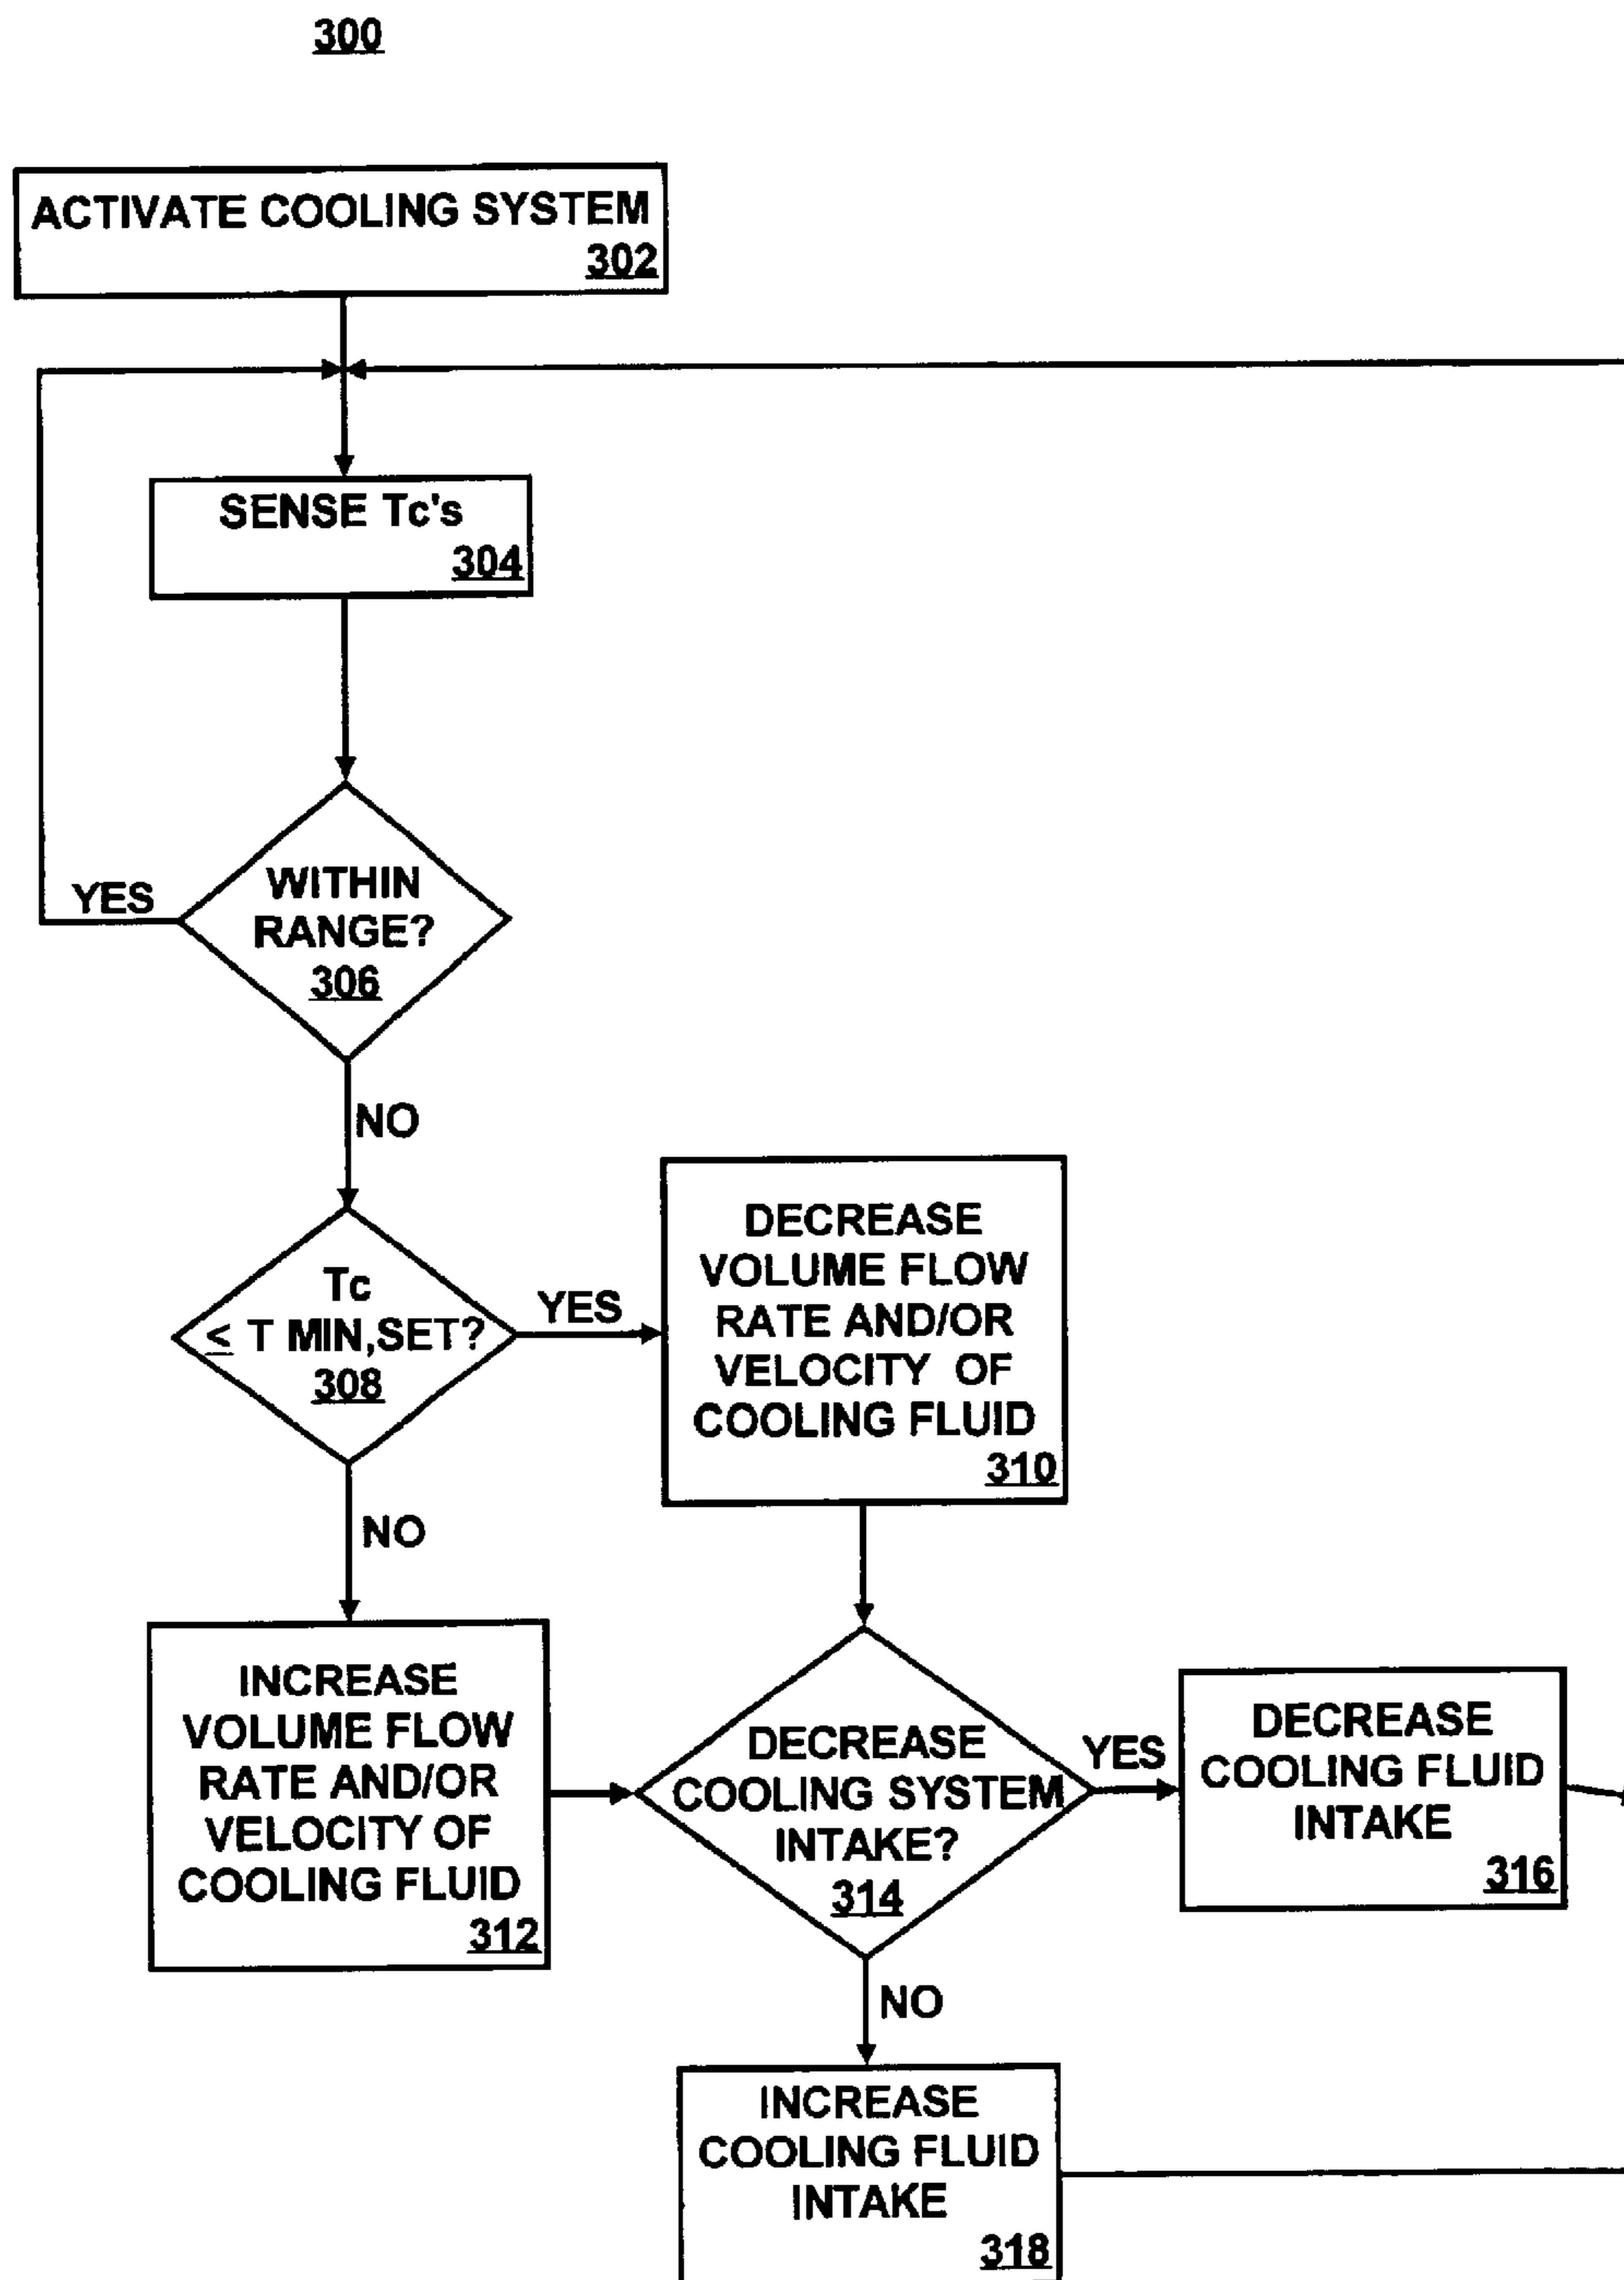 300
ACTIVATE COOLING SYSTEM
302
SENSE Tc's
304
WITHIN
RANGE?
306
YES
NO
Tc
≤ T MIN,SET?
308
YES
NO
DECREASE
VOLUME FLOW
RATE AND/OR
VELOCITY OF
COOLING FLUID
310
INCREASE
VOLUME FLOW
RATE AND/OR
VELOCITY OF
COOLING FLUID
312
DECREASE
COOLING SYSTEM
INTAKE?
314
YES
NO
DECREASE
COOLING FLUID
INTAKE
316
INCREASE
COOLING FLUID
INTAKE
318